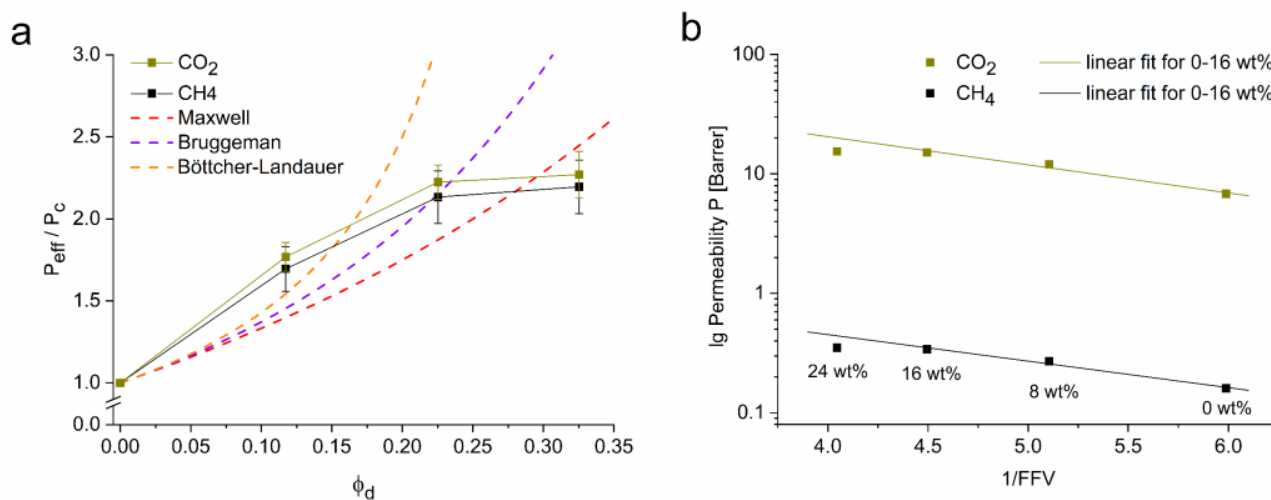 a
3.0
2.5
2.0
1.5
1.0
0.0
P_eff / P_c
CO₂
CH4
Maxwell
Bruggeman
Böttcher-Landauer
0.00 0.05 0.10 0.15 0.20 0.25 0.30 0.35
ϕ_d
b
100
10
1
0.1
lg Permeability P [Barrer]
CO₂ linear fit for 0-16 wt%
CH₄ linear fit for 0-16 wt%
24 wt% 16 wt% 8 wt% 0 wt%
4.0 4.5 5.0 5.5 6.0
1/FFV